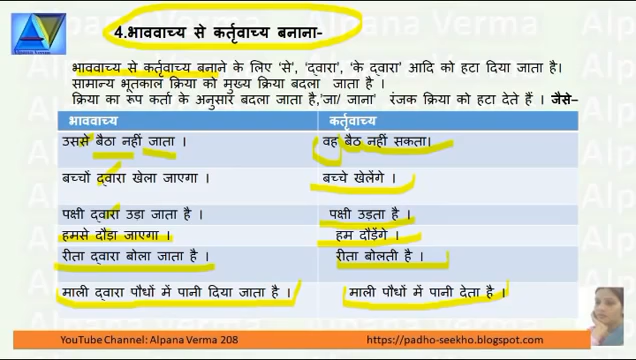 4.भाववाच्य से कर्तृवाच्य बनाना-
भाववाच्य से कर्तृवाच्य बनाने के लिए 'से', 'द्वारा', 'के द्वारा' आदि को हटा दिया जाता है।
सामान्य भूतकाल क्रिया को मुख्य क्रिया बदला जाता है ।
क्रिया का रूप कर्ता के अनुसार बदला जाता है,'जा/ जाना' रंजक क्रिया को हटा देते हैं । जैसे-
भाववाच्य कर्तृवाच्य
उससे बैठा नहीं जाता । वह बैठ नहीं सकता।
बच्चों द्वारा खेला जाएगा । बच्चे खेलेंगे ।
पक्षी द्वारा उड़ा जाता है । पक्षी उड़ता है ।
हमसे दौड़ा जाएगा । हम दौड़ेंगे ।
रीता द्वारा बोला जाता है । रीता बोलती है ।
माली द्वारा पौधों में पानी दिया जाता है । माली पौधों में पानी देता है ।
YouTube Channel: Alpana Verma 208 https://padho-seekho.blogspot.com